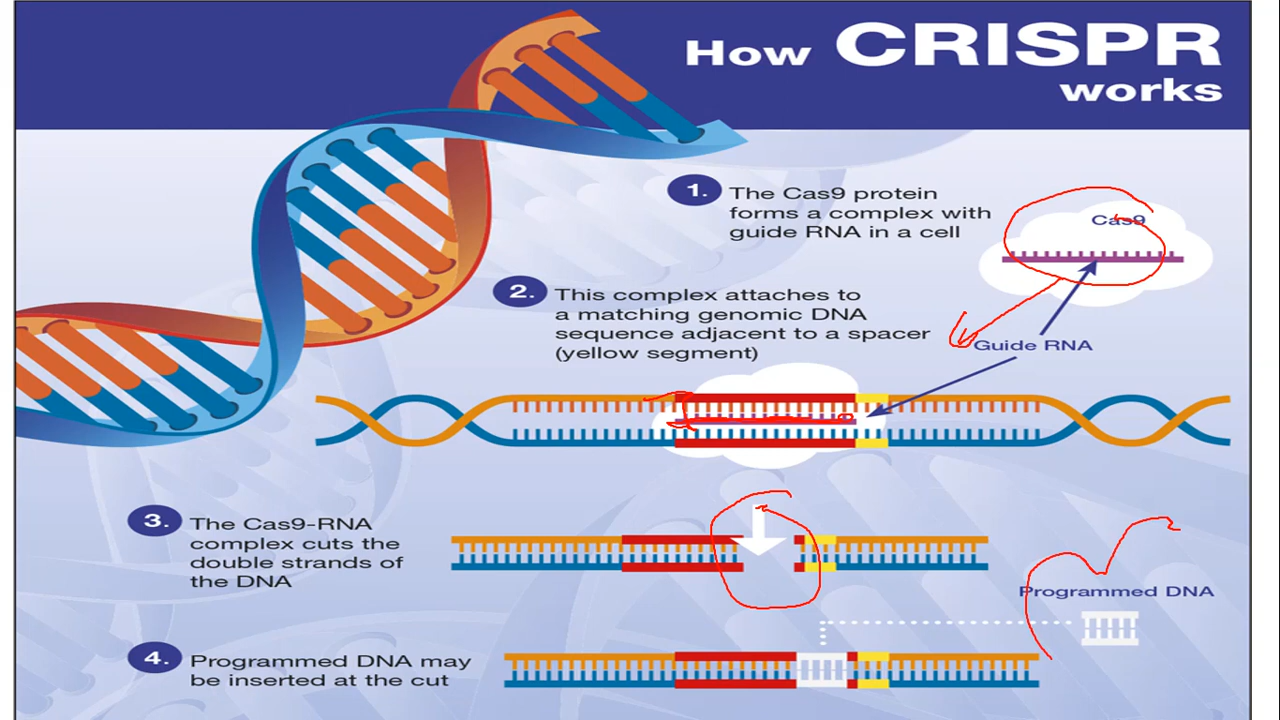 How CRISPR
works
1. The Cas9 protein
forms a complex with
guide RNA in a cell
Cas9
2. This complex attaches to
a matching genomic DNA
sequence adjacent to a spacer
(yellow segment)
Guide RNA
3. The Cas9-RNA
complex cuts the
double strands of
the DNA
Programmed DNA
4. Programmed DNA may
be inserted at the cut